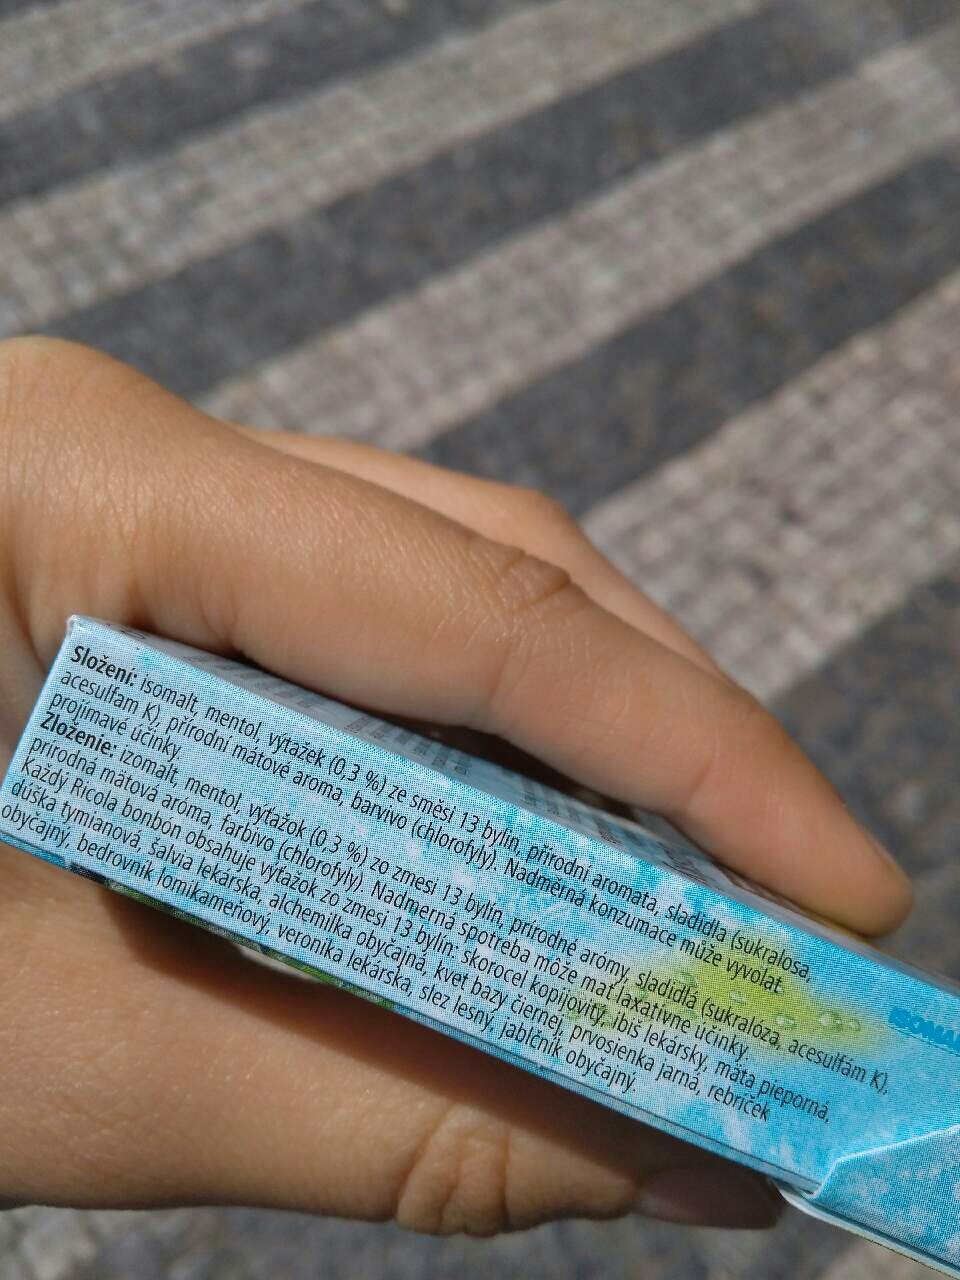 Složení: isomalt, mentol, výtažek (0,3 %) ze směsi 13 bylin, přírodní aromata, sladidla (sukralosa,
acesulfam K), přírodní mátové aroma, barvivo (chlorofyly). Nadměrná konzumace může vyvolat
projímavé účinky.
Zloženie: izomalt, mentol, výťažok (0,3 %) zo zmesi 13 bylín, prírodné arómy, sladidlá (sukralóza, acesulfám K),
prírodná mätová aróma, farbivo (chlorofyly). Nadmerná spotreba môže mať laxatívne účinky.
Každý Ricola bonbon obsahuje výťažok zo zmesi 13 bylín: skorocel kopijovitý, ibiš lekársky, mäta pieporná,
dúška tymianová, šalvia lekárska, alchemilka obyčajná, kvet bazy čiernej, prvosienka jarná, rebríček
obyčajný, bedrovník lomikameňový, veronika lekárska, slez lesný, jablčník obyčajný.